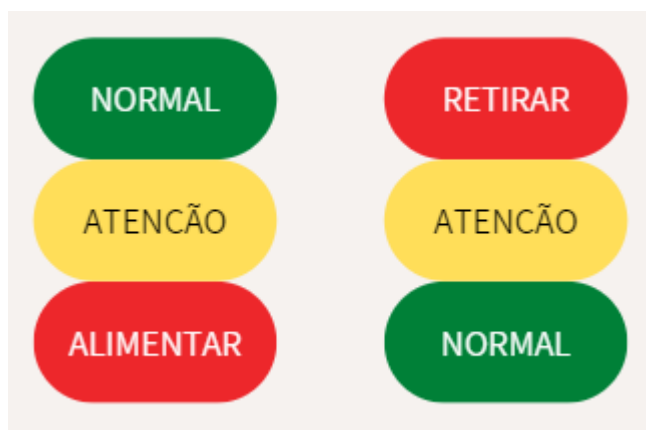 NORMAL
ATENCÃO
ALIMENTAR
RETIRAR
ATENCÃO
NORMAL